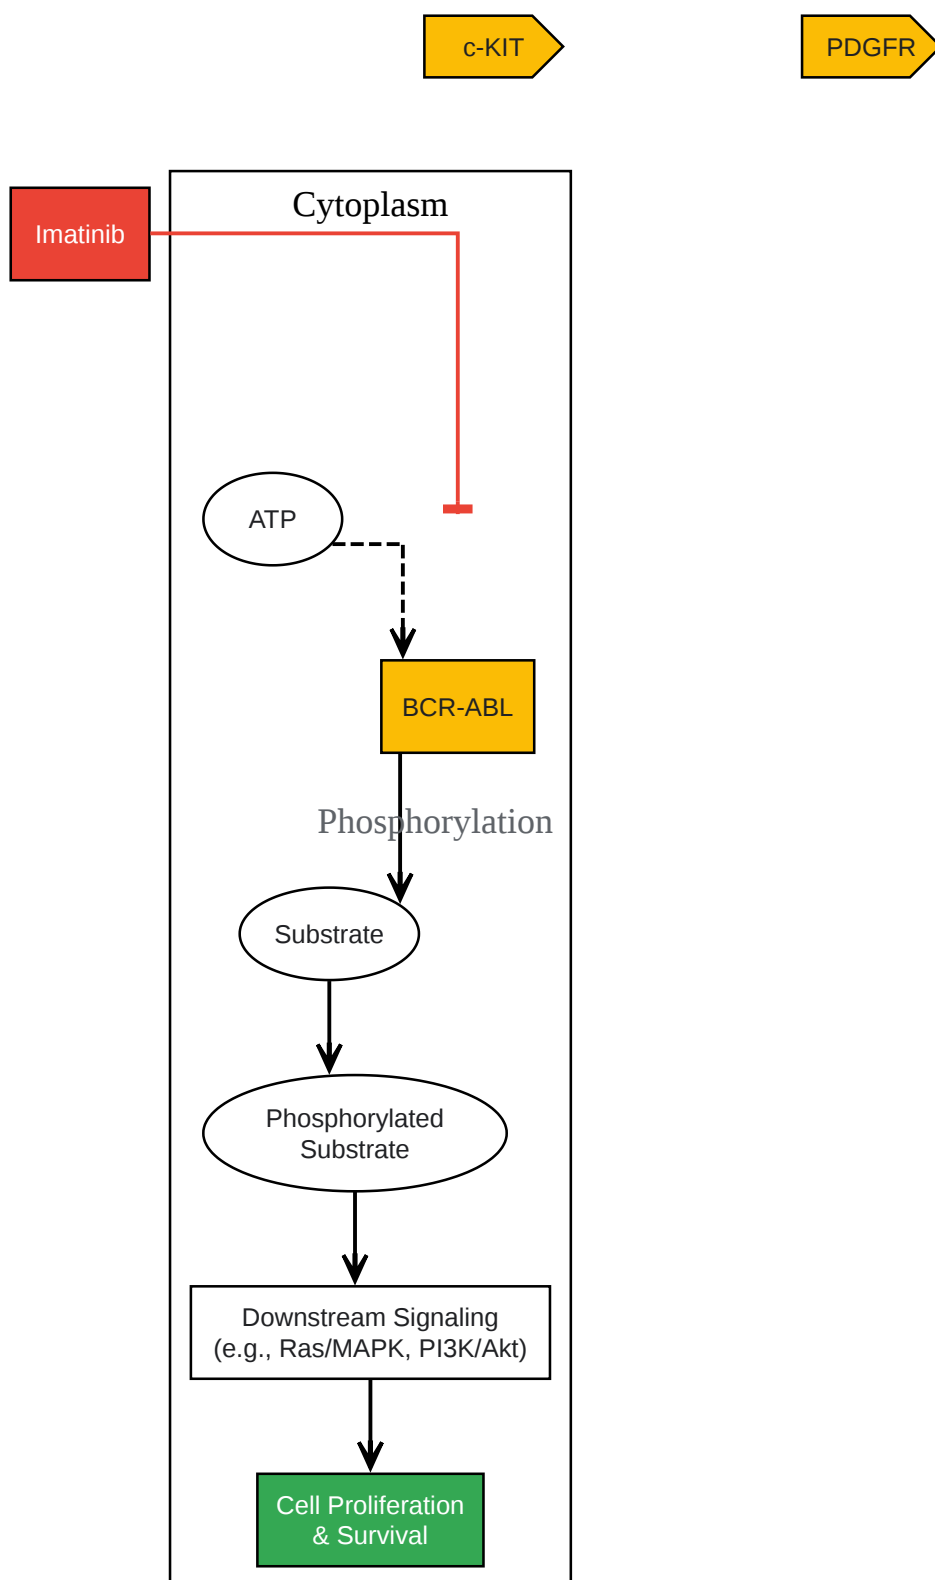 c-KIT
PDGFR
Cytoplasm
Imatinib
ATP
BCR-ABL
Phosphorylation
Substrate
Phosphorylated
Substrate
Downstream Signaling
(e.g., Ras/MAPK, PI3K/Akt)
Cell Proliferation
& Survival